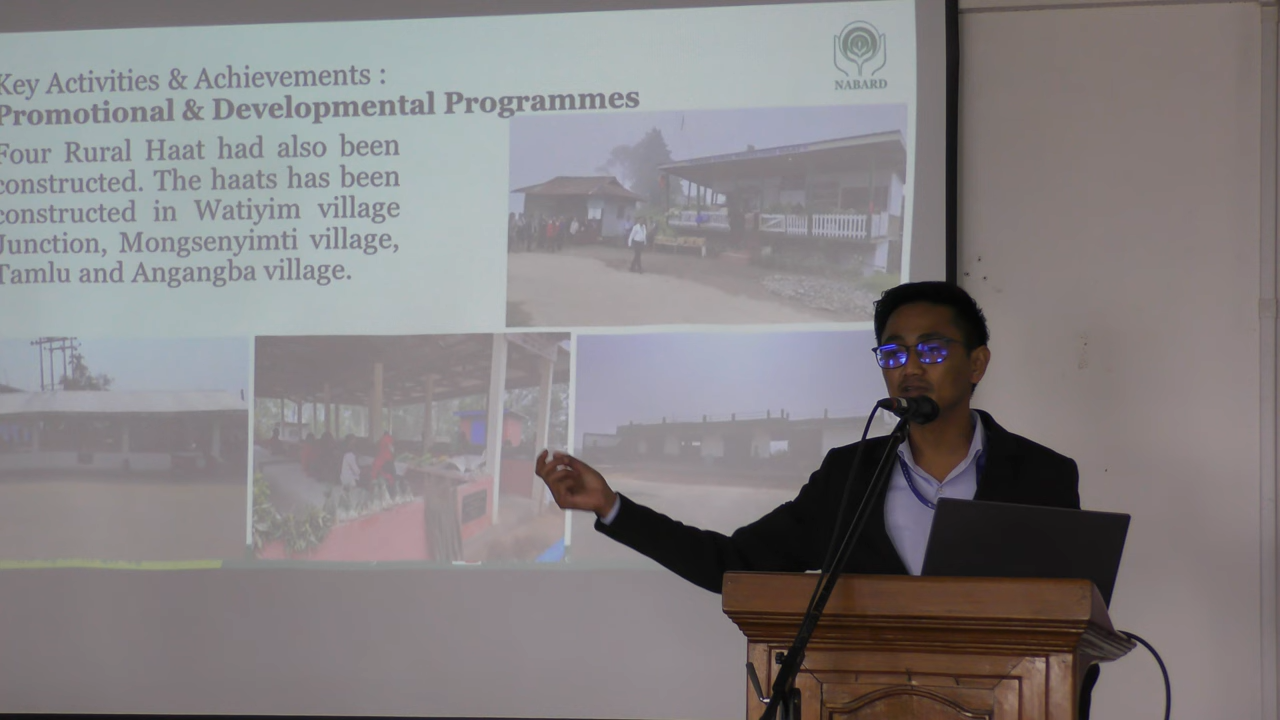 Key Activities & Achievements :
Promotional & Developmental Programmes
Four Rural Haat had also been
constructed. The haats has been
constructed in Watiyim village
Junction, Mongsenyimti village,
Tamlu and Angangba village.
NABARD